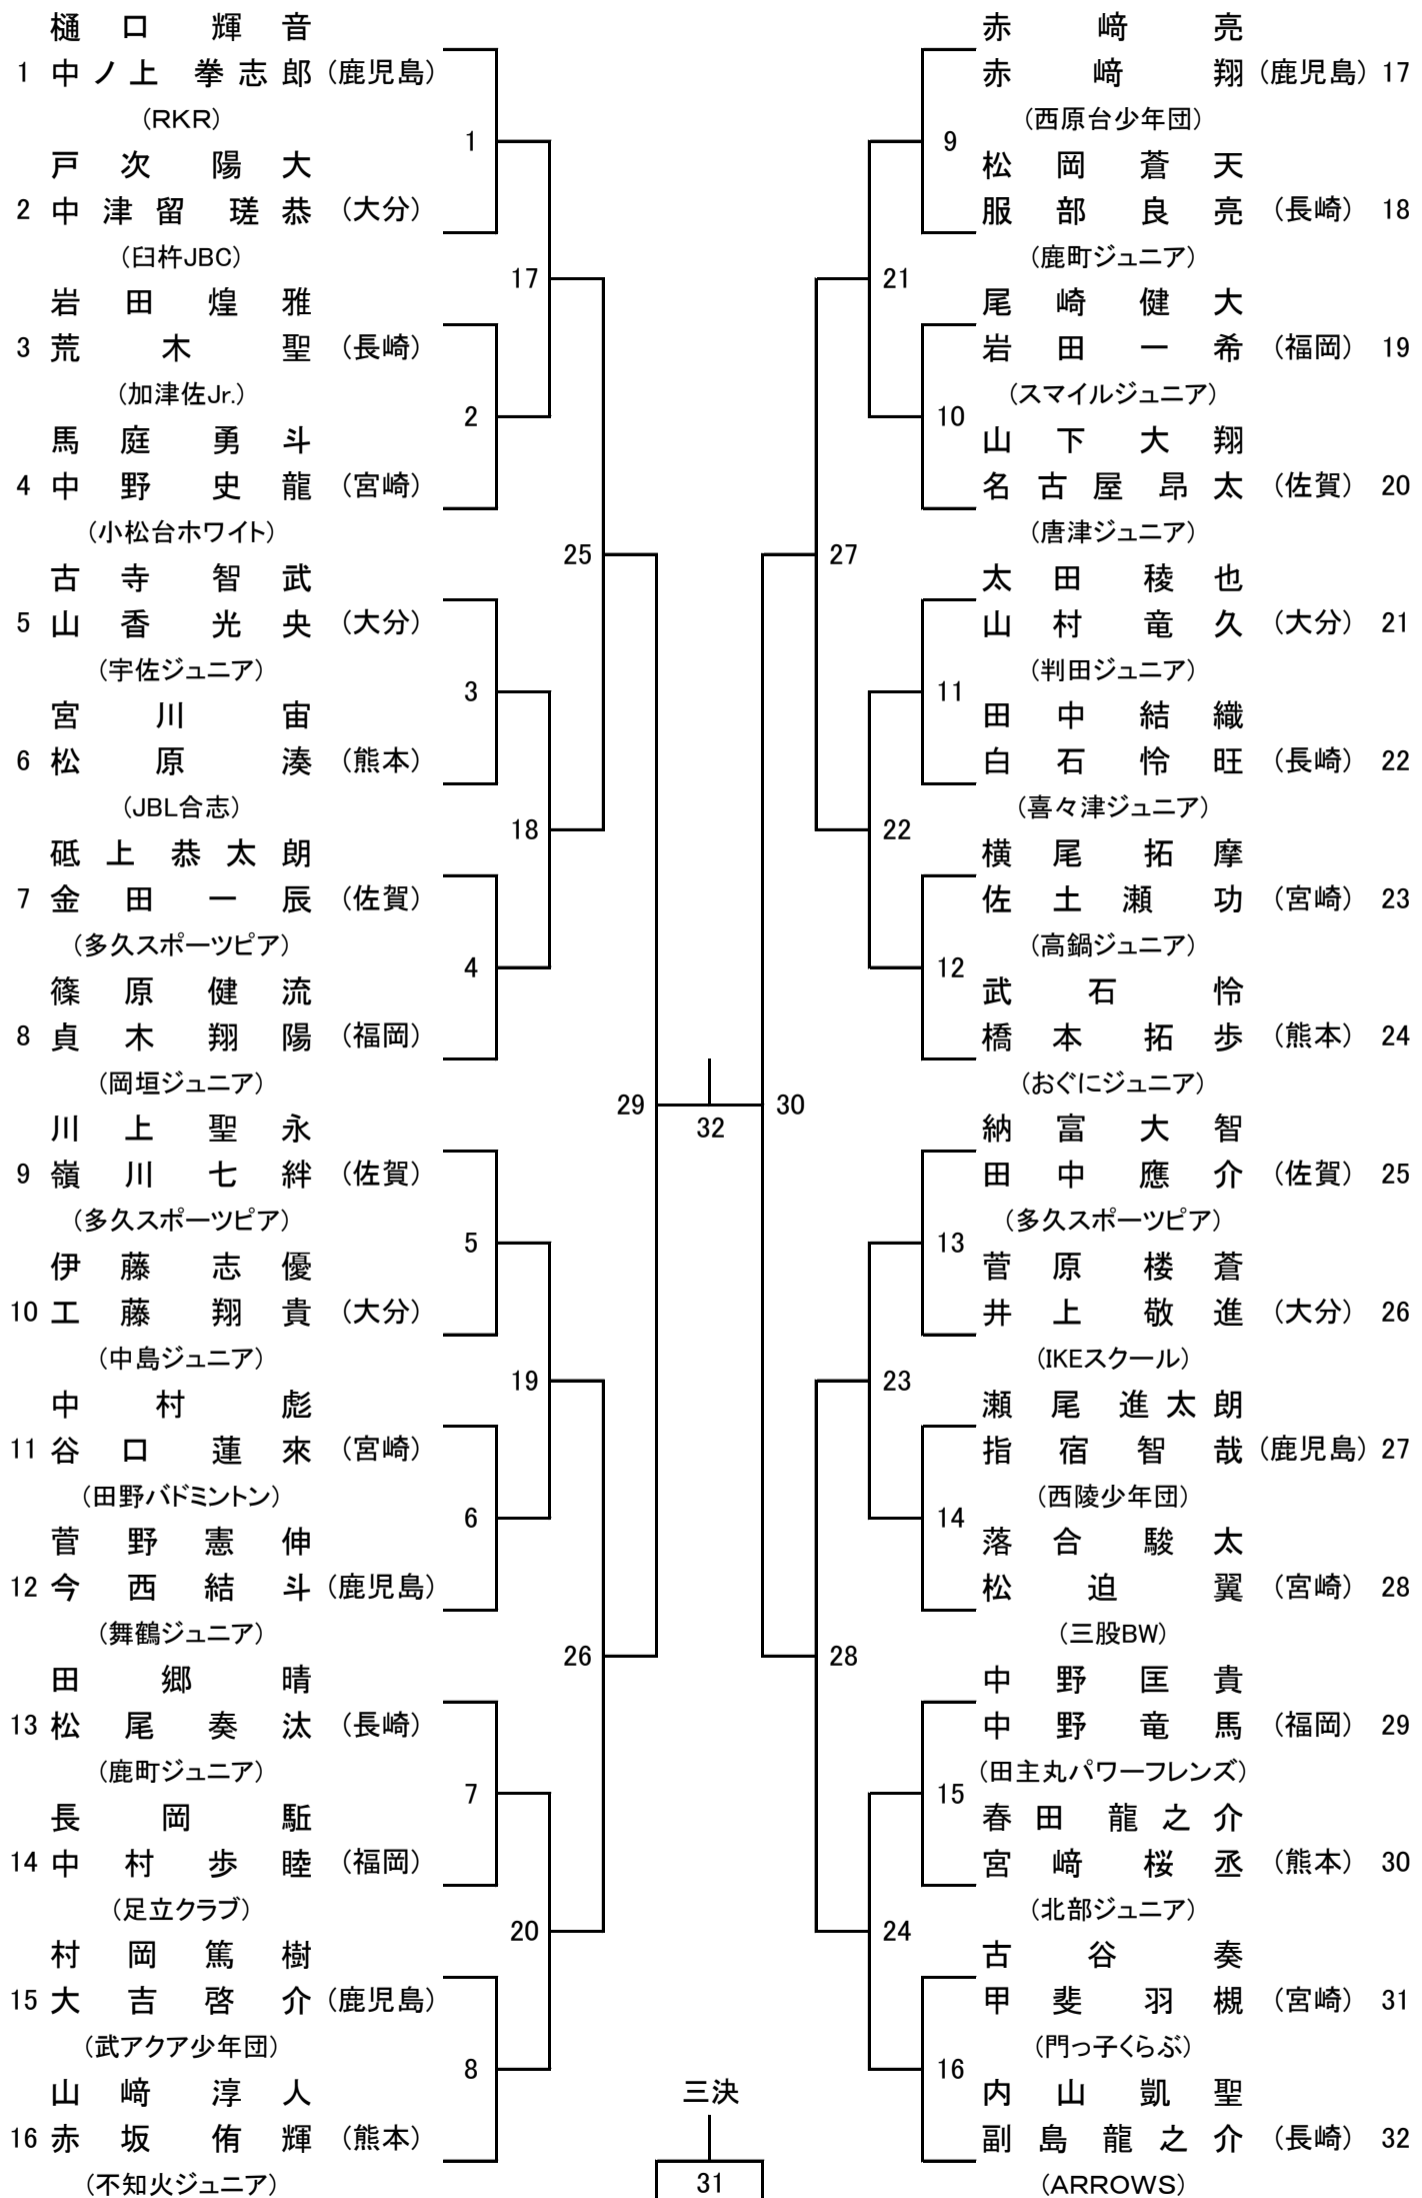 樋口 輝音
1 中ノ上 拳志郎 (鹿児島)
(RKR)
戸次 陽大
2 中津留 瑳恭 (大分)
(臼杵JBC)
岩田 煌雅
3 荒木 聖 (長崎)
(加津佐Jr.)
馬庭 勇斗
4 中野 史龍 (宮崎)
(小松台ホワイト)
古寺 智武
5 山香 光央 (大分)
(宇佐ジュニア)
宮川 宙
6 松原 湊 (熊本)
(JBL合志)
砥上 恭太朗
7 金田 一辰 (佐賀)
(多久スポーツピア)
篠原 健流
8 貞木 翔陽 (福岡)
(岡垣ジュニア)
川上 聖永
9 嶺川 七絆 (佐賀)
(多久スポーツピア)
伊藤 志優
10 工藤 翔貴 (大分)
(中島ジュニア)
中村 彪
11 谷口 蓮來 (宮崎)
(田野バドミントン)
菅野 憲伸
12 今西 結斗 (鹿児島)
(舞鶴ジュニア)
田郷 晴
13 松尾 奏汰 (長崎)
(鹿町ジュニア)
長岡 駈
14 中村 歩睦 (福岡)
(足立クラブ)
村岡 篤樹
15 大吉 啓介 (鹿児島)
(武アクア少年団)
山﨑 淳人
16 赤坂 侑輝 (熊本)
(不知火ジュニア)
1
2
3
4
5
6
7
8
17
18
19
20
25
26
29
32
30
三決
31
27
28
21
22
23
24
9
10
11
12
13
14
15
16
赤﨑 亮
赤﨑 翔 (鹿児島) 17
(西原台少年団)
松岡 蒼天
服部 良亮 (長崎) 18
(鹿町ジュニア)
尾崎 健大
岩田 一希 (福岡) 19
(スマイルジュニア)
山下 大翔
名古屋 昂太 (佐賀) 20
(唐津ジュニア)
太田 稜也
山村 竜久 (大分) 21
(判田ジュニア)
田中 結織
白石 怜旺 (長崎) 22
(喜々津ジュニア)
横尾 拓摩
佐土瀬 功 (宮崎) 23
(高鍋ジュニア)
武石 怜
橋本 拓歩 (熊本) 24
(おぐにジュニア)
納富 大智
田中 應介 (佐賀) 25
(多久スポーツピア)
菅原 楼蒼
井上 敬進 (大分) 26
(IKEスクール)
瀬尾 進太朗
指宿 智哉 (鹿児島) 27
(西陵少年団)
落合 駿太
松迫 翼 (宮崎) 28
(三股BW)
中野 匡貴
中野 竜馬 (福岡) 29
(田主丸パワーフレンズ)
春田 龍之介
宮﨑 桜丞 (熊本) 30
(北部ジュニア)
古谷 奏
甲斐 羽槻 (宮崎) 31
(門っ子くらぶ)
内山 凱聖
副島 龍之介 (長崎) 32
(ARROWS)